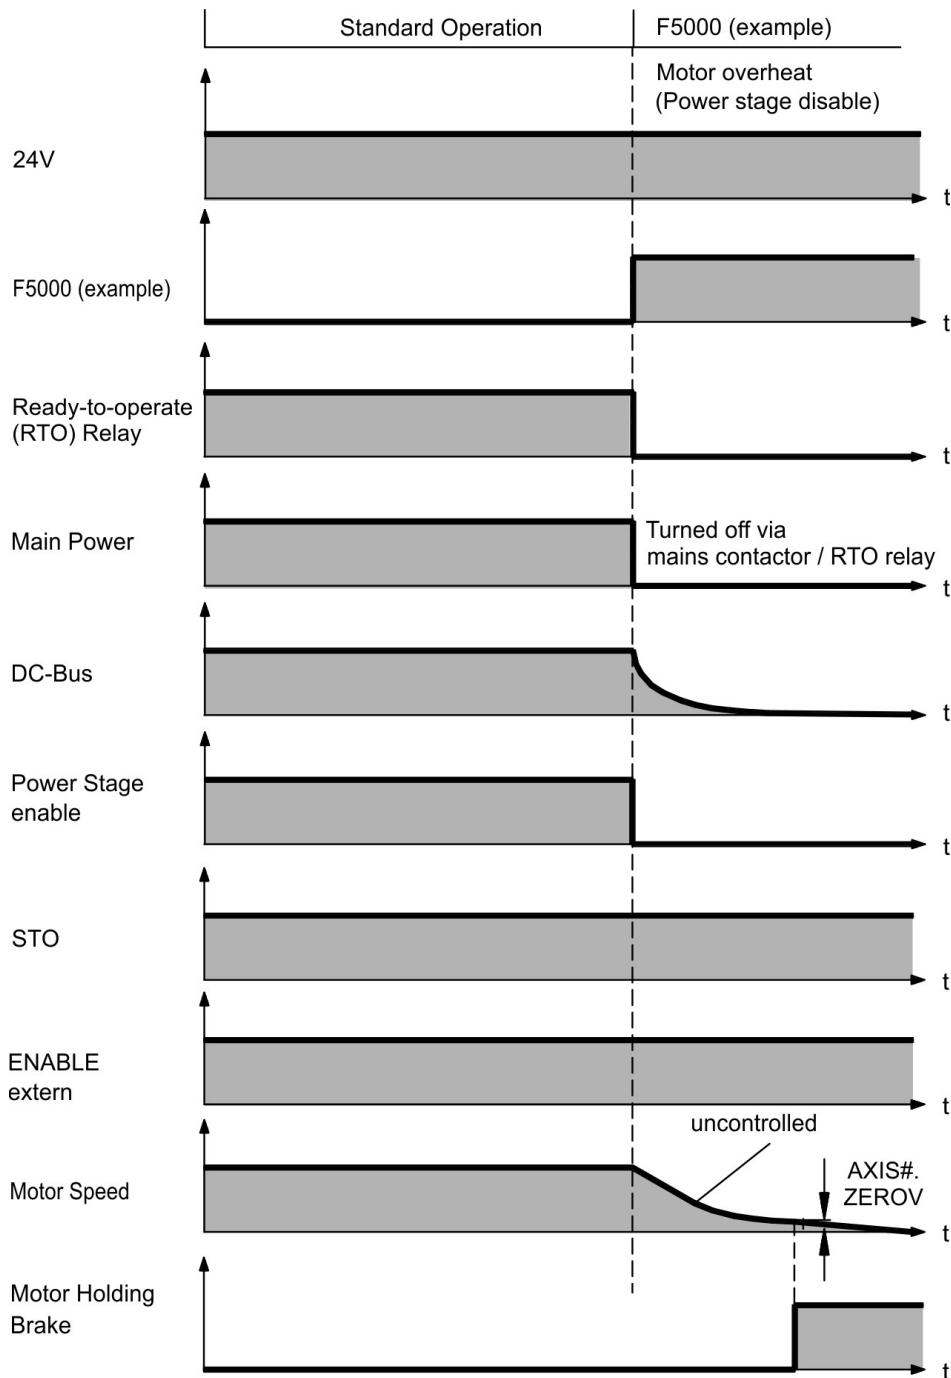 Standard Operation
F5000 (example)
Motor overheat
(Power stage disable)
24V
t
F5000 (example)
t
Ready-to-operate
(RTO) Relay
t
Main Power
Turned off via
mains contactor / RTO relay
t
DC-Bus
t
Power Stage
enable
t
STO
t
ENABLE
extern
t
uncontrolled
AXIS#.
ZEROV
Motor Speed
t
Motor Holding
Brake
t